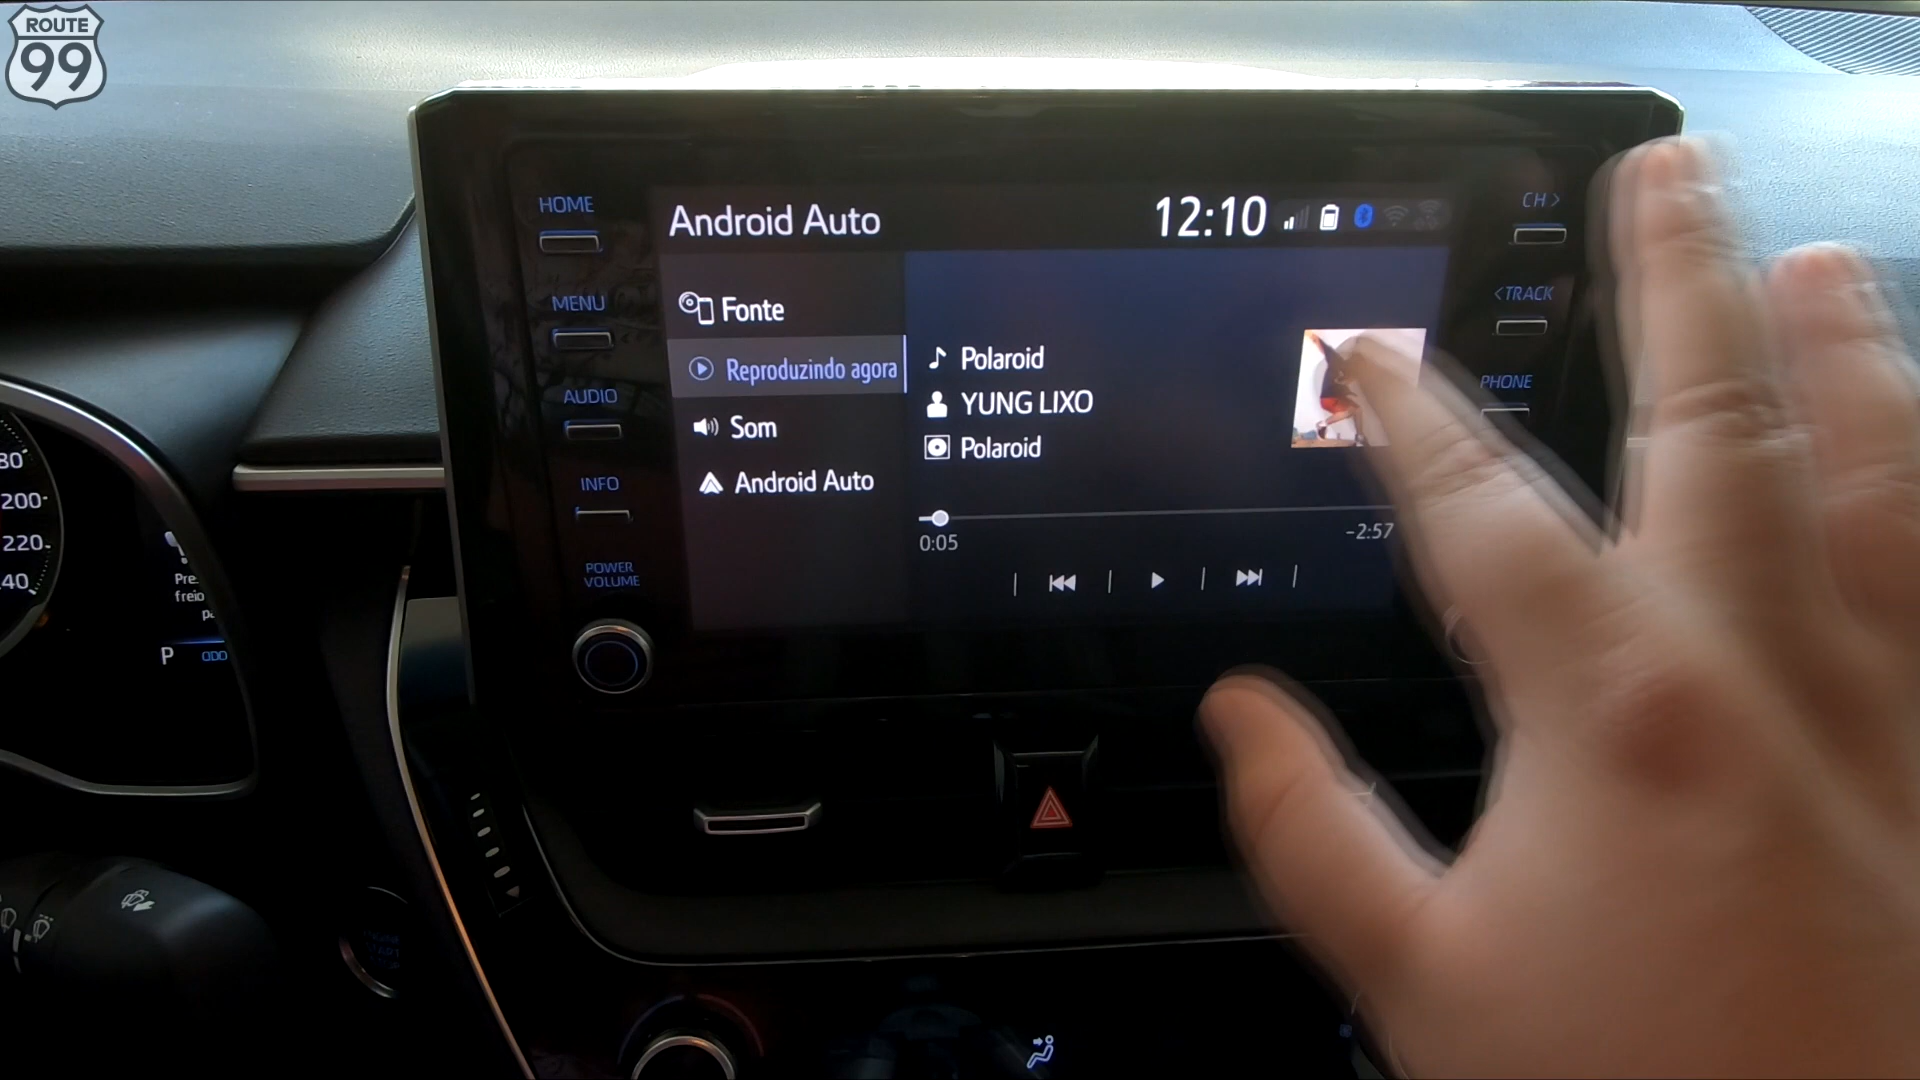 ROUTE
99
HOME
MENU
AUDIO
INFO
POWER
VOLUME
Android Auto
12:10
Fonte
Reproduzindo agora
Som
Android Auto
Polaroid
YUNG LIXO
Polaroid
0:05
-2:57
CH >
< TRACK
PHONE
80
200
220
40
Pre
freio
P
ODO